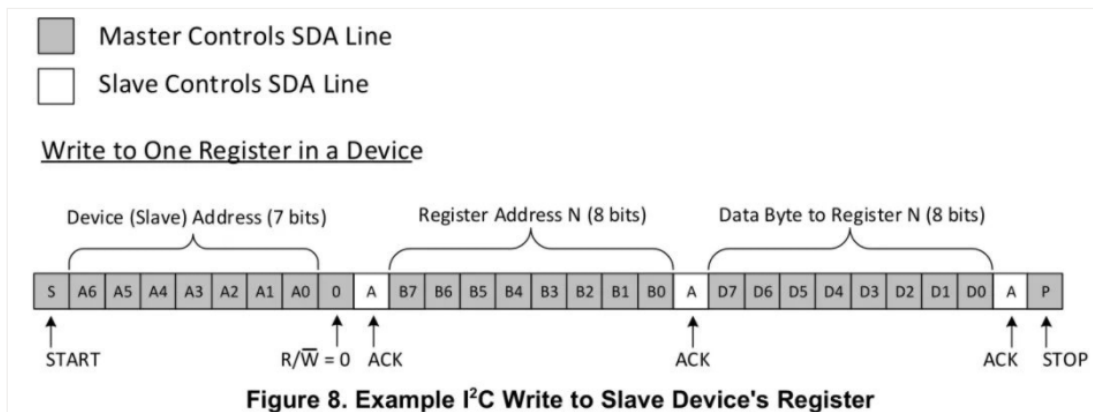 Master Controls SDA Line
Slave Controls SDA Line
Write to One Register in a Device
Device (Slave) Address (7 bits) Register Address N (8 bits) Data Byte to Register N (8 bits)
S A6 A5 A4 A3 A2 A1 A0 0 A B7 B6 B5 B4 B3 B2 B1 B0 A D7 D6 D5 D4 D3 D2 D1 D0 A P
START R/W̅ = 0 ACK ACK ACK STOP
Figure 8. Example I²C Write to Slave Device's Register